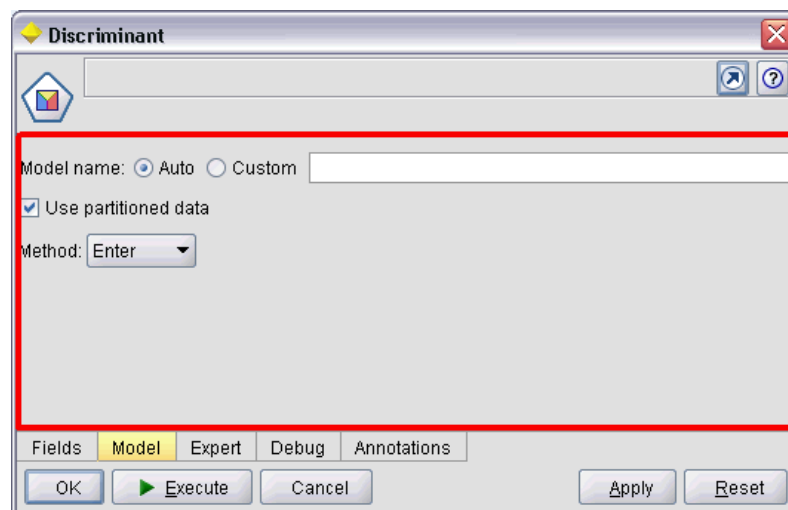 Discriminant
Model name: Auto Custom
Use partitioned data
Method: Enter
Fields Model Expert Debug Annotations
OK Execute Cancel Apply Reset